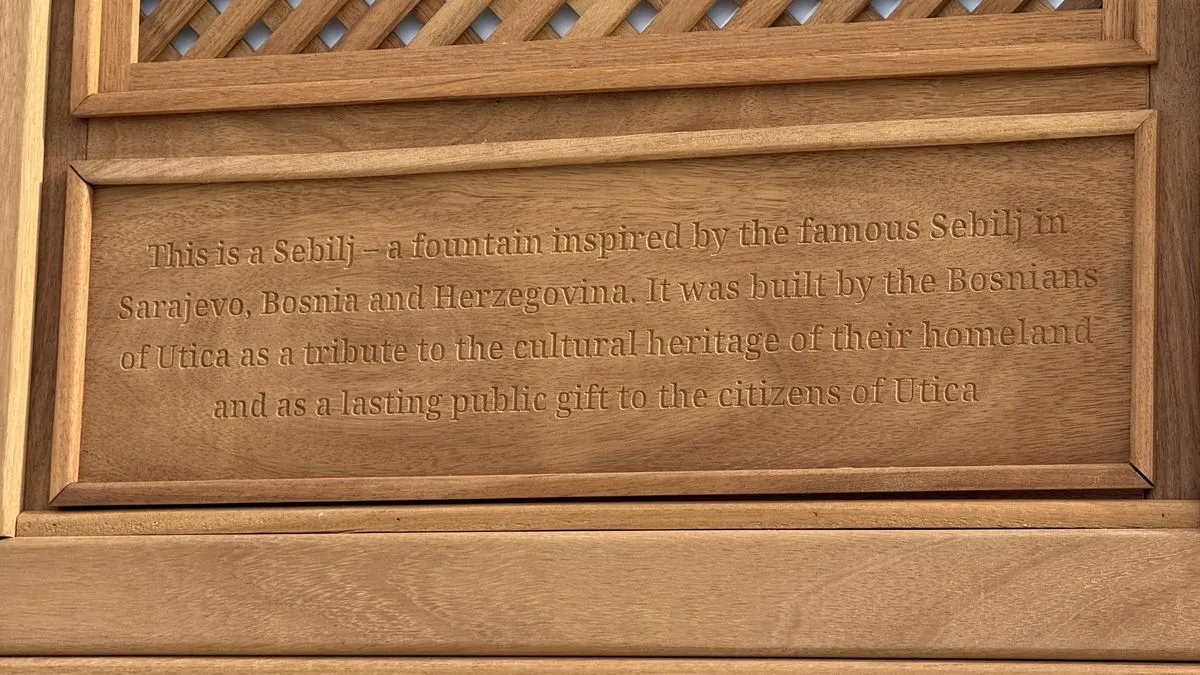 This is a Sebilj – a fountain inspired by the famous Sebilj in
Sarajevo, Bosnia and Herzegovina. It was built by the Bosnians
of Utica as a tribute to the cultural heritage of their homeland
and as a lasting public gift to the citizens of Utica